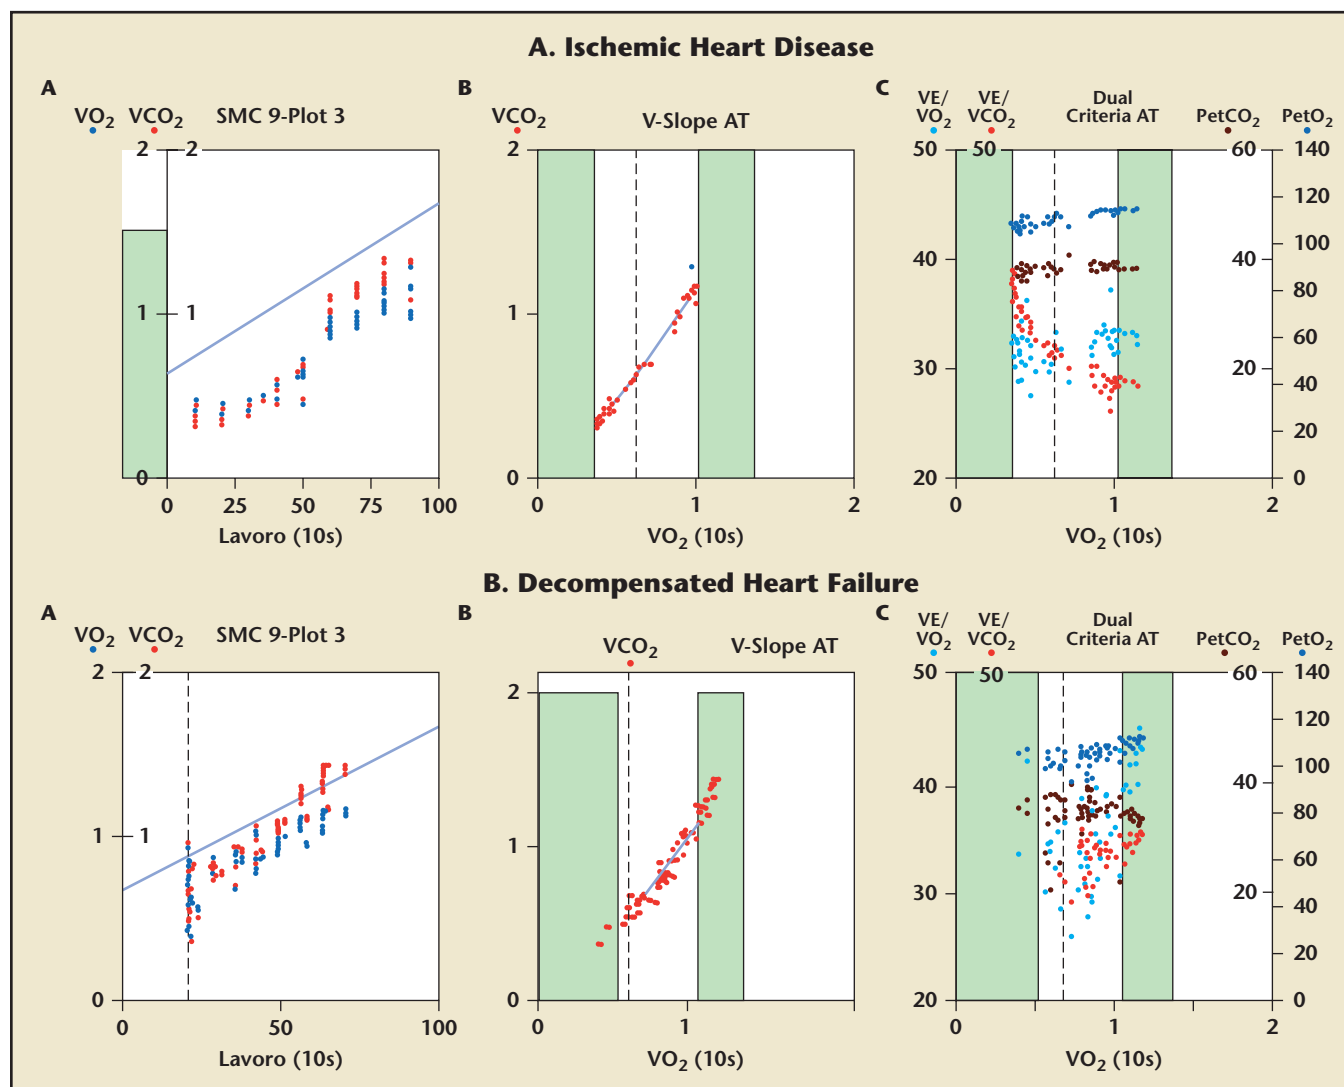 A. Ischemic Heart Disease
A
VO2 VCO2 SMC 9-Plot 3
2 2
1 1
0
0 25 50 75 100
Lavoro (10s)
B
VCO2 V-Slope AT
2
1
0
0 1 2
VO2 (10s)
C
VE/VO2 VE/VCO2 Dual Criteria AT PetCO2 PetO2
50 50 60 140
120
100
40 40
80
60
30 20
40
20
20 0
0 1 2
VO2 (10s)
B. Decompensated Heart Failure
A
VO2 VCO2 SMC 9-Plot 3
2 2
1 1
0
0 50 100
Lavoro (10s)
B
VCO2 V-Slope AT
2
1
0
0 1 1
VO2 (10s)
C
VE/VO2 VE/VCO2 Dual Criteria AT PetCO2 PetO2
50 50 60 140
120
100
40 40
80
60
30 20
40
20
20 0
0 1 2
VO2 (10s)